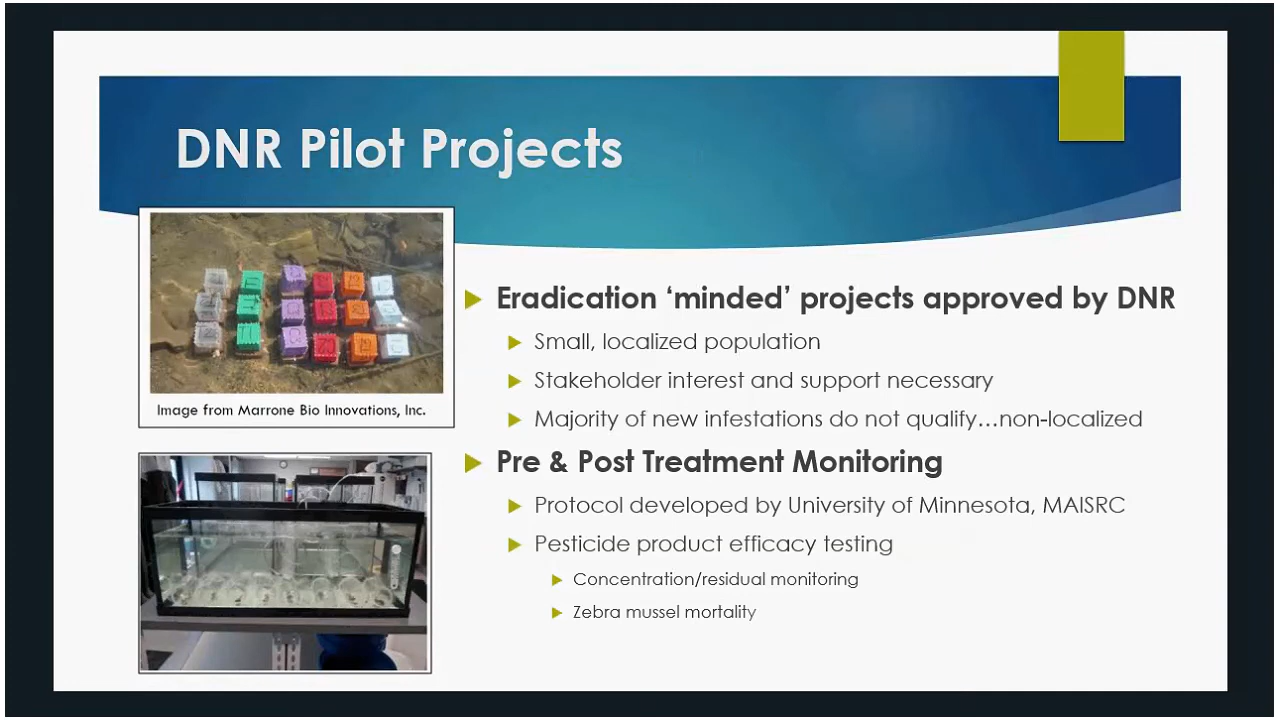 DNR Pilot Projects
Image from Marrone Bio Innovations, Inc.
Eradication ‘minded’ projects approved by DNR
Small, localized population
Stakeholder interest and support necessary
Majority of new infestations do not qualify…non-localized
Pre & Post Treatment Monitoring
Protocol developed by University of Minnesota, MAISRC
Pesticide product efficacy testing
Concentration/residual monitoring
Zebra mussel mortality